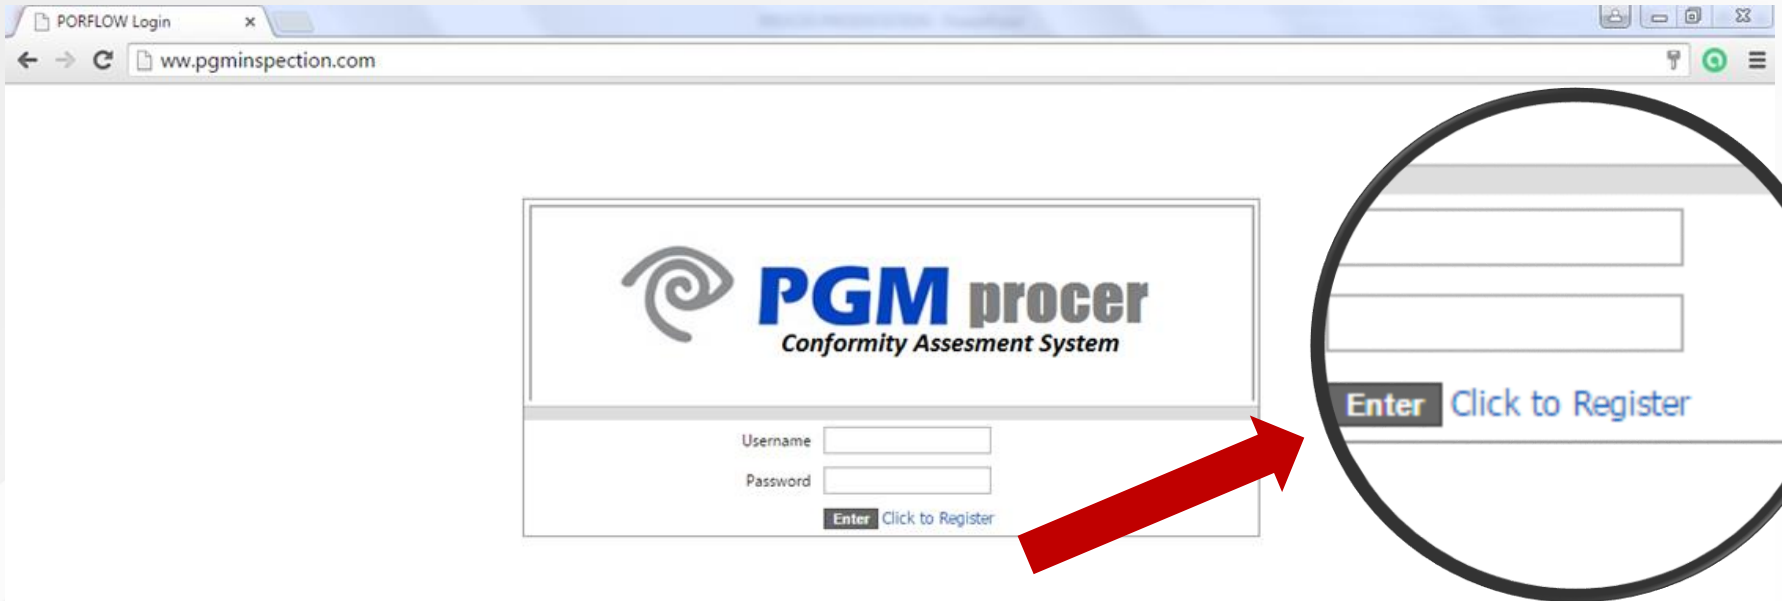 PORFLOW Login
ww.pgminspection.com
PGM procer
Conformity Assesment System
Username
Password
Enter Click to Register
Enter Click to Register